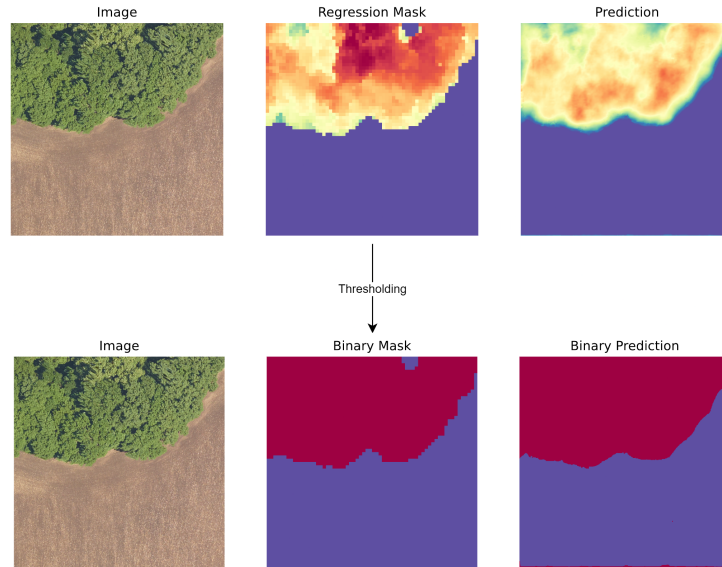 Image
Regression Mask
Prediction
Thresholding
Image
Binary Mask
Binary Prediction